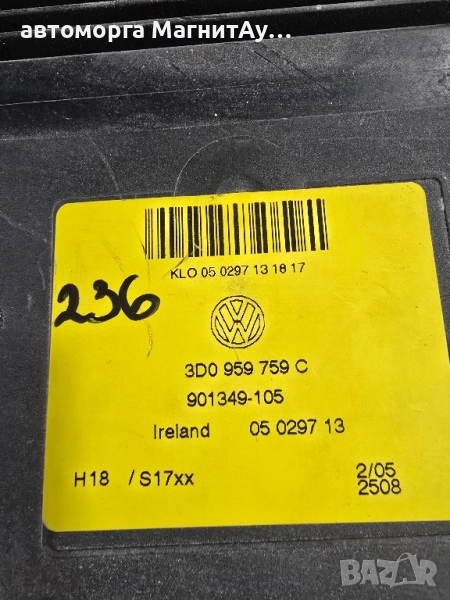 автоморга МагнитАу...
KLO 05 0297 13 18 17
236
3D0 959 759 C
901349-105
Ireland 05 0297 13
H18 / S17xx
2/05
2508
BAZAR